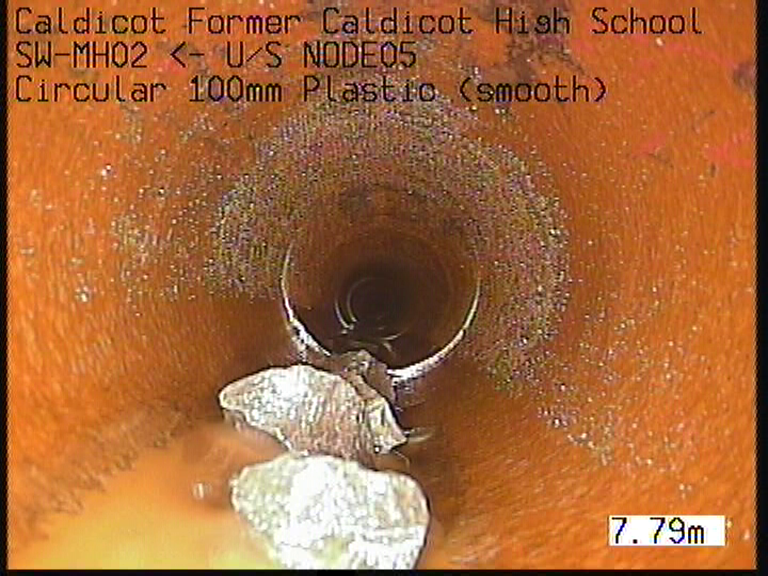 Caldicot Former Caldicot High School
SW-MH02 <- U/S NODE05
Circular 100mm Plastic (smooth)
7.79m